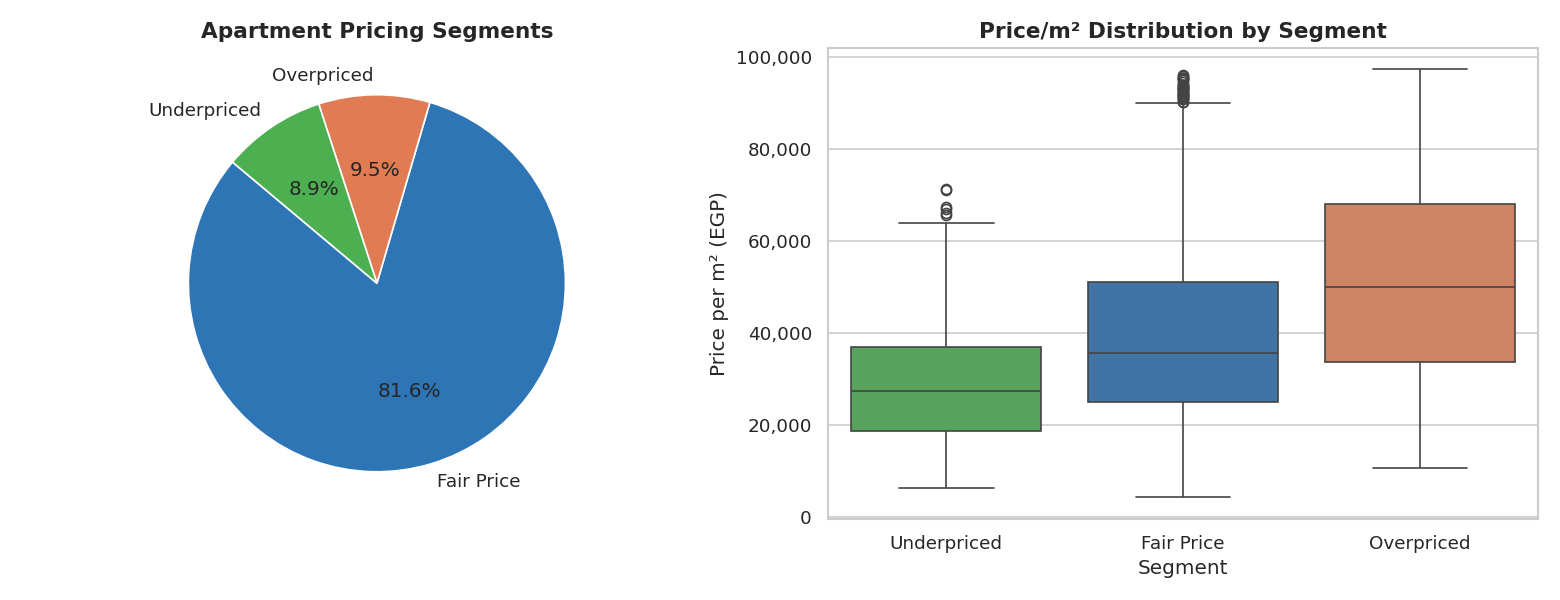 Apartment Pricing Segments
Overpriced
Underpriced
9.5%
8.9%
81.6%
Fair Price
Price/m² Distribution by Segment
100,000
80,000
60,000
40,000
20,000
0
Price per m² (EGP)
Underpriced
Fair Price
Overpriced
Segment